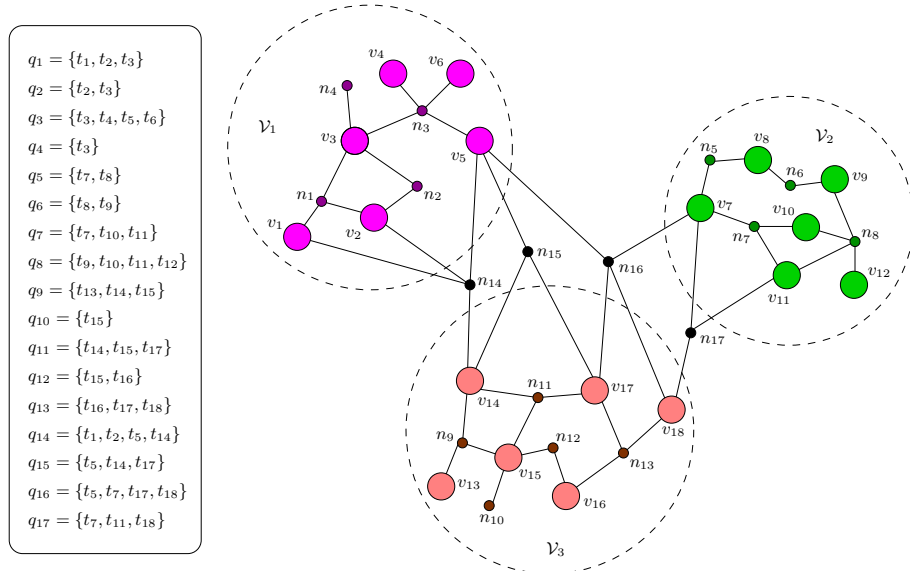 q₁ = {t₁, t₂, t₃}
q₂ = {t₂, t₃}
q₃ = {t₃, t₄, t₅, t₆}
q₄ = {t₃}
q₅ = {t₇, t₈}
q₆ = {t₈, t₉}
q₇ = {t₇, t₁₀, t₁₁}
q₈ = {t₉, t₁₀, t₁₁, t₁₂}
q₉ = {t₁₃, t₁₄, t₁₅}
q₁₀ = {t₁₅}
q₁₁ = {t₁₄, t₁₅, t₁₇}
q₁₂ = {t₁₅, t₁₆}
q₁₃ = {t₁₆, t₁₇, t₁₈}
q₁₄ = {t₁, t₂, t₅, t₁₄}
q₁₅ = {t₅, t₁₄, t₁₇}
q₁₆ = {t₅, t₇, t₁₇, t₁₈}
q₁₇ = {t₇, t₁₁, t₁₈}
𝒱₁
v₄
v₆
n₄
n₃
v₃
v₅
n₂
n₁
v₁
v₂
n₁₄
n₁₅
n₁₆
𝒱₂
v₈
n₅
n₆
v₉
v₇
v₁₀
n₇
n₈
v₁₁
v₁₂
n₁₇
v₁₄
n₁₁
v₁₇
v₁₈
n₉
n₁₂
n₁₃
v₁₅
v₁₃
v₁₆
n₁₀
𝒱₃